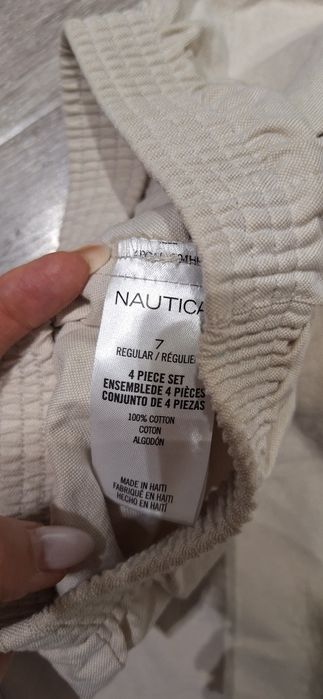 NAUTICA
7
REGULAR / RÉGULIE
4 PIECE SET
ENSEMBLEDE 4 PIÈCES
CONJUNTO DE 4 PIEZAS
100% COTTON
COTON
ALGODÓN
MADE IN HAITI
FABRIQUÉ EN HAITI
HECHO EN HAITI